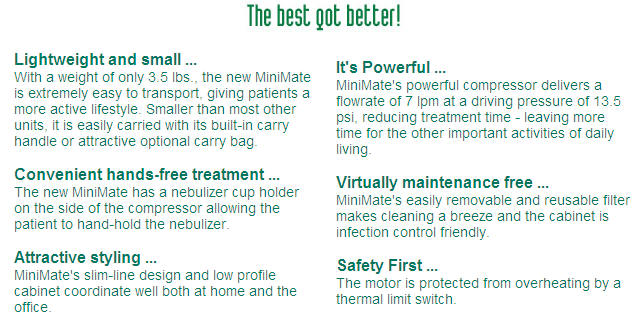 The best got better!
Lightweight and small ...
With a weight of only 3.5 lbs., the new MiniMate
is extremely easy to transport, giving patients a
more active lifestyle. Smaller than most other
units, it is easily carried with its built-in carry
handle or attractive optional carry bag.
Convenient hands-free treatment ...
The new MiniMate has a nebulizer cup holder
on the side of the compressor allowing the
patient to hand-hold the nebulizer.
Attractive styling ...
MiniMate's slim-line design and low profile
cabinet coordinate well both at home and the
office.
It's Powerful ...
MiniMate's powerful compressor delivers a
flowrate of 7 lpm at a driving pressure of 13.5
psi, reducing treatment time - leaving more
time for the other important activities of daily
living.
Virtually maintenance free ...
MiniMate's easily removable and reusable filter
makes cleaning a breeze and the cabinet is
infection control friendly.
Safety First ...
The motor is protected from overheating by a
thermal limit switch.